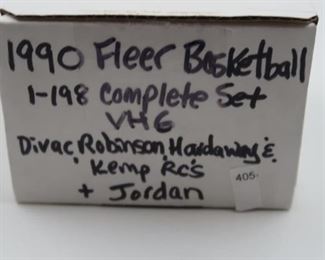 1990 Fleer Basketball
1-198 Complete Set
VHG
Divac, Robinson, Hardaway &
Kemp RC's
+ Jordan
405-